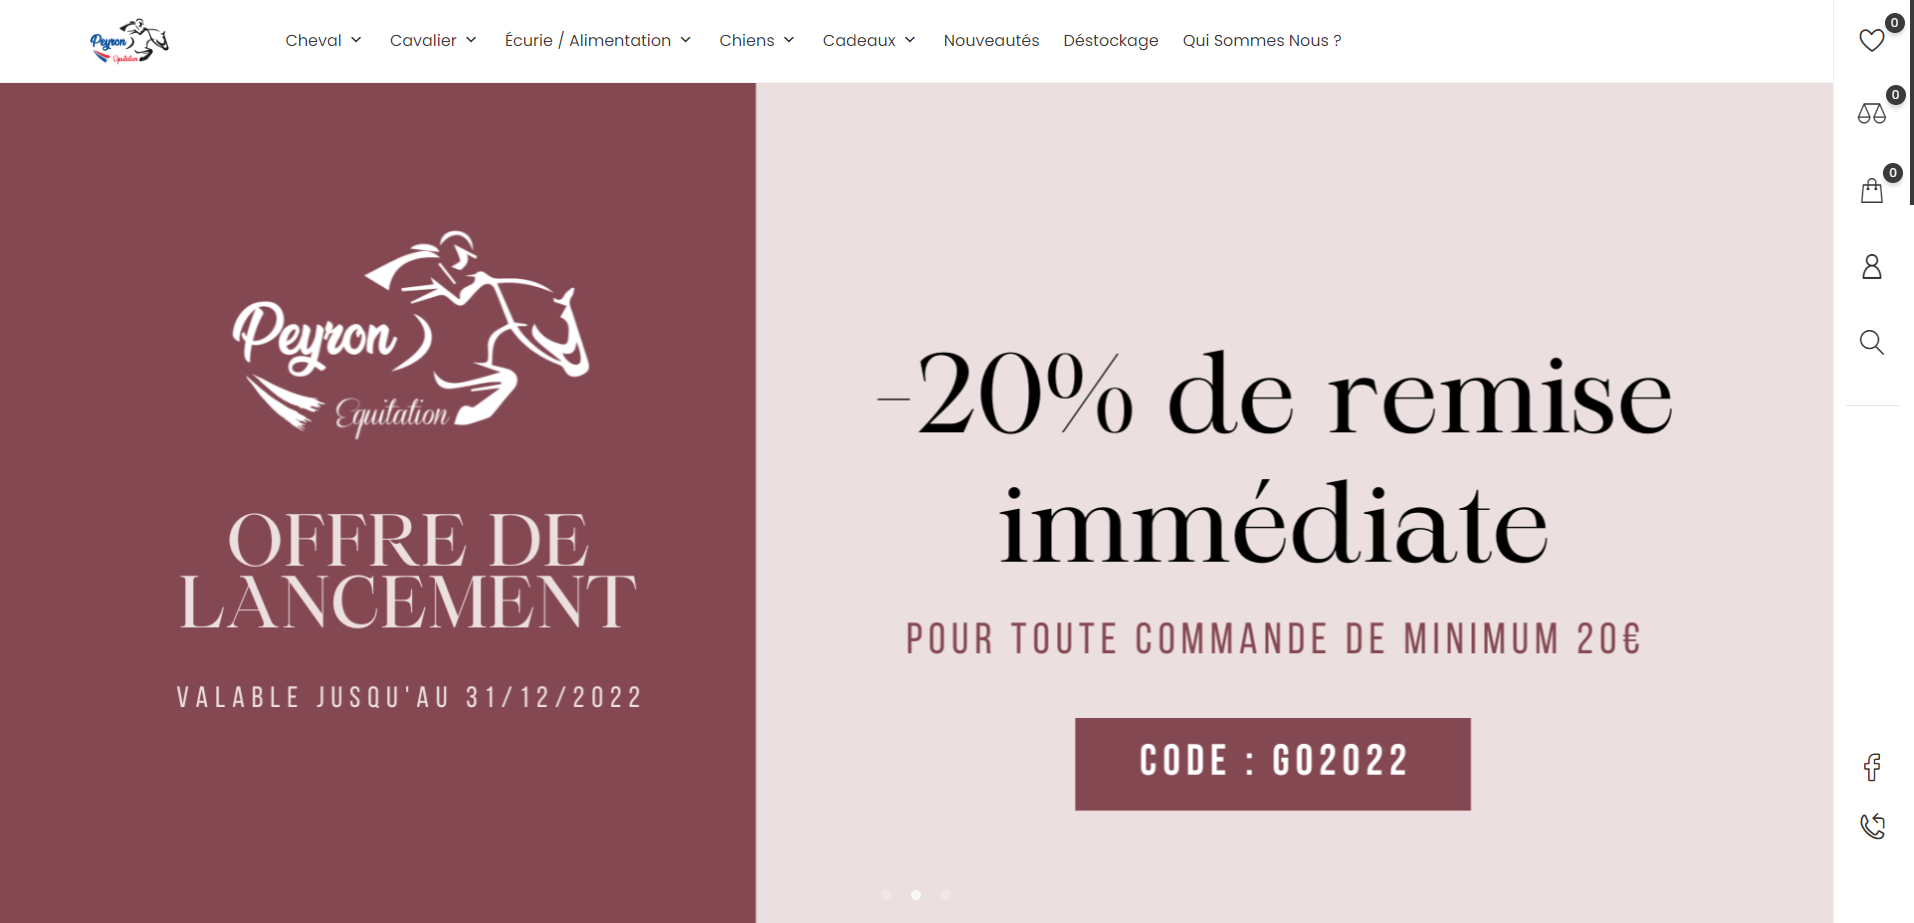 Peyron
Equitation
Cheval
Cavalier
Écurie / Alimentation
Chiens
Cadeaux
Nouveautés
Déstockage
Qui Sommes Nous ?
0
0
0
Peyron
Equitation
OFFRE DE
LANCEMENT
VALABLE JUSQU'AU 31/12/2022
-20% de remise
immédiate
POUR TOUTE COMMANDE DE MINIMUM 20€
CODE : GO2022